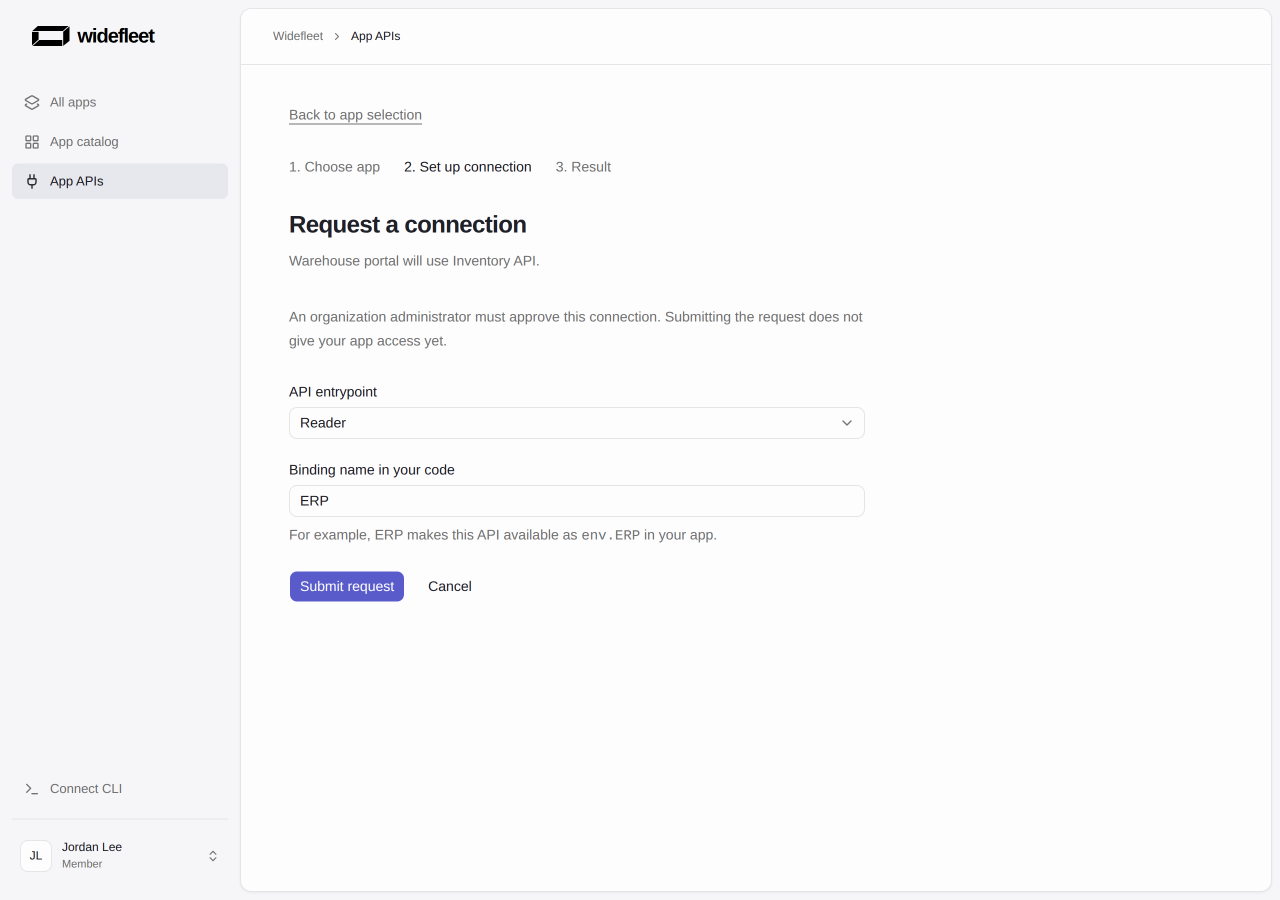 widefleet
All apps
App catalog
App APIs
Connect CLI
JL
Jordan Lee
Member
Widefleet
App APIs
Back to app selection
1. Choose app
2. Set up connection
3. Result
Request a connection
Warehouse portal will use Inventory API.
An organization administrator must approve this connection. Submitting the request does not
give your app access yet.
API entrypoint
Reader
Binding name in your code
ERP
For example, ERP makes this API available as env.ERP in your app.
Submit request
Cancel